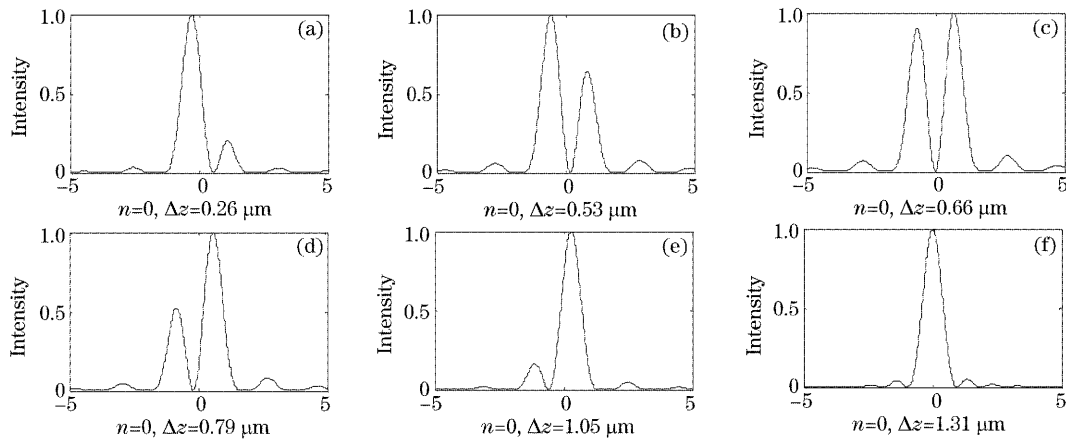 (a)
Intensity
1.0
0.5
0
−5
0
5
n=0, Δz=0.26 μm
(b)
Intensity
1.0
0.5
0
−5
0
5
n=0, Δz=0.53 μm
(c)
Intensity
1.0
0.5
0
−5
0
5
n=0, Δz=0.66 μm
(d)
Intensity
1.0
0.5
0
−5
0
5
n=0, Δz=0.79 μm
(e)
Intensity
1.0
0.5
0
−5
0
5
n=0, Δz=1.05 μm
(f)
Intensity
1.0
0.5
0
−5
0
5
n=0, Δz=1.31 μm